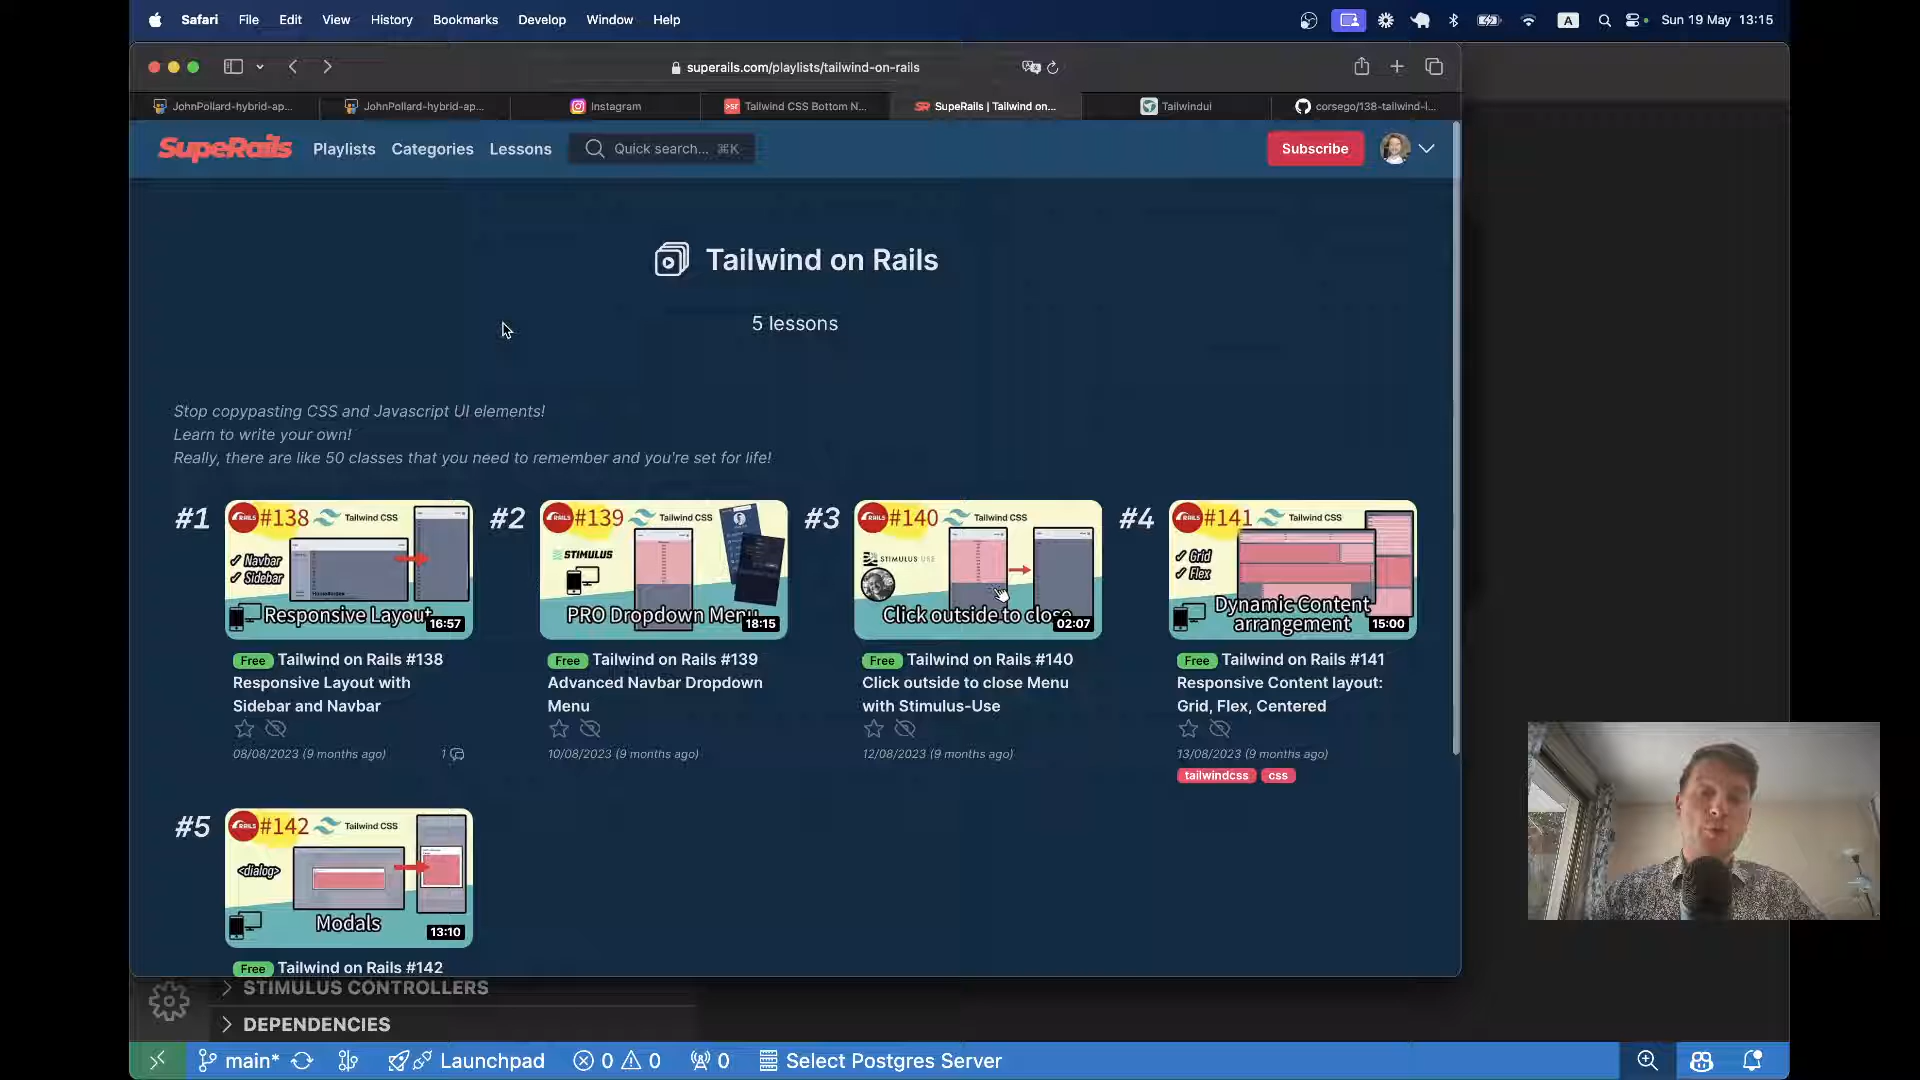 Safari File Edit View History Bookmarks Develop Window Help
A Sun 19 May 13:15
superails.com/playlists/tailwind-on-rails
JohnPollard-hybrid-ap... JohnPollard-hybrid-ap... Instagram Tailwind CSS Bottom N... SupeRails | Tailwind on... Tailwindui corsego/138-tailwind-l...
SupeRails Playlists Categories Lessons Quick search... ⌘K Subscribe
Tailwind on Rails
5 lessons
Stop copypasting CSS and Javascript UI elements!
Learn to write your own!
Really, there are like 50 classes that you need to remember and you're set for life!
#1
RAILS #138 Tailwind CSS
✓ Navbar
✓ Sidebar
Responsive Layout
16:57
Free Tailwind on Rails #138
Responsive Layout with
Sidebar and Navbar
08/08/2023 (9 months ago) 1
#2
RAILS #139 Tailwind CSS
STIMULUS
PRO Dropdown Menu
18:15
Free Tailwind on Rails #139
Advanced Navbar Dropdown
Menu
10/08/2023 (9 months ago)
#3
RAILS #140 Tailwind CSS
STIMULUS USE
Click outside to close
02:07
Free Tailwind on Rails #140
Click outside to close Menu
with Stimulus-Use
12/08/2023 (9 months ago)
#4
RAILS #141 Tailwind CSS
✓ Grid
✓ Flex
Dynamic Content
arrangement
15:00
Free Tailwind on Rails #141
Responsive Content layout:
Grid, Flex, Centered
13/08/2023 (9 months ago)
tailwindcss css
#5
RAILS #142 Tailwind CSS
<dialog>
Modals
13:10
Free Tailwind on Rails #142
STIMULUS CONTROLLERS
DEPENDENCIES
main* Launchpad 0 0 0 Select Postgres Server